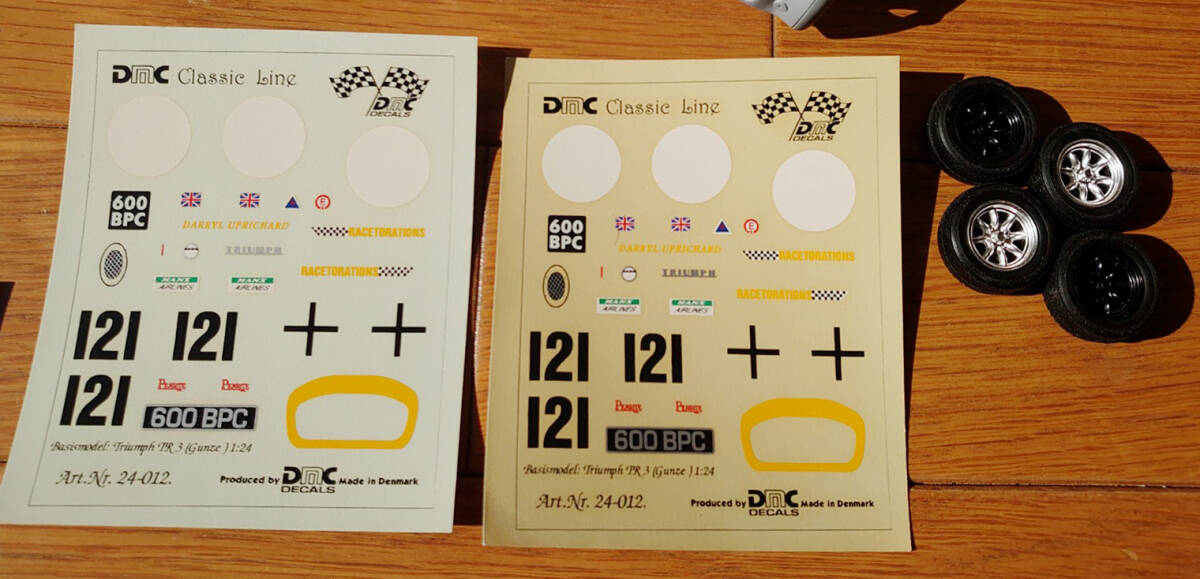 DMC Classic Line
DMC
DECALS
600
BPC
E
DARRYL UPRICHARD
RACETORATIONS
TRIUMPH
RACETORATIONS
MANX
AIRLINES
MANX
AIRLINES
121
121
121
600 BPC
Basismodel: Triumph TR 3 (Gunze) 1:24
Art.Nr. 24-012.
Produced by DMC Made in Denmark
DECALS
DMC Classic Line
DMC
DECALS
600
BPC
E
DARRYL UPRICHARD
RACETORATIONS
TRIUMPH
RACETORATIONS
MANX
AIRLINES
MANX
AIRLINES
121
121
121
600 BPC
Basismodel: Triumph TR 3 (Gunze) 1:24
Art.Nr. 24-012.
Produced by DMC Made in Denmark
DECALS